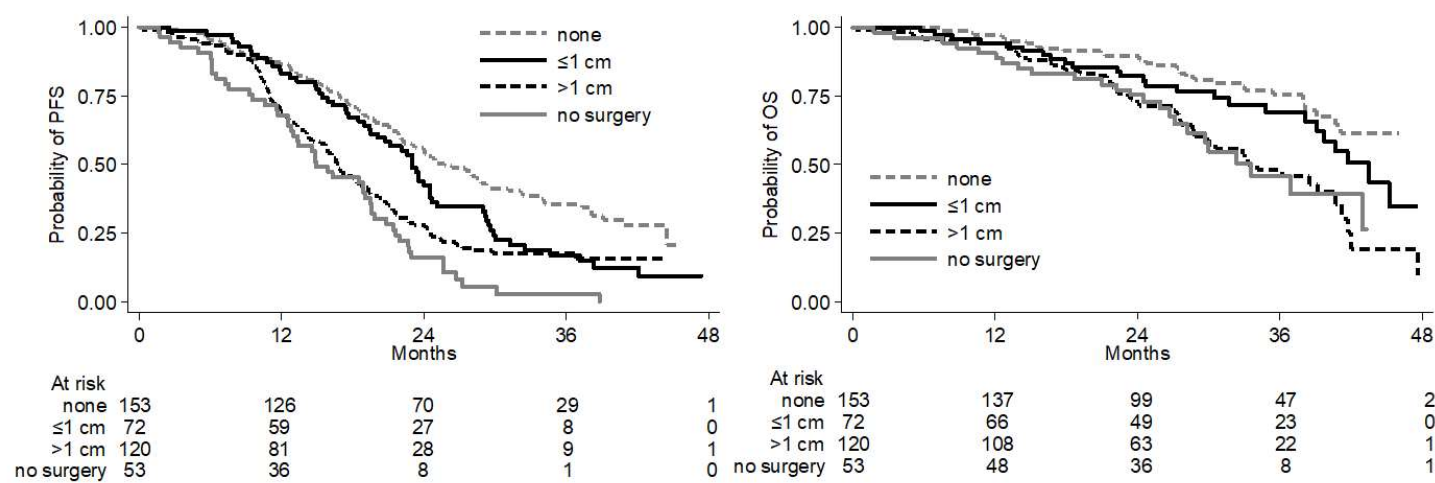 Probability of PFS
1.00
0.75
0.50
0.25
0.00
none
≤1 cm
>1 cm
no surgery
0 12 24 36 48
Months
At risk
none 153 126 70 29 1
≤1 cm 72 59 27 8 0
>1 cm 120 81 28 9 1
no surgery 53 36 8 1 0
Probability of OS
1.00
0.75
0.50
0.25
0.00
none
≤1 cm
>1 cm
no surgery
0 12 24 36 48
Months
At risk
none 153 137 99 47 2
≤1 cm 72 66 49 23 0
>1 cm 120 108 63 22 1
no surgery 53 48 36 8 1